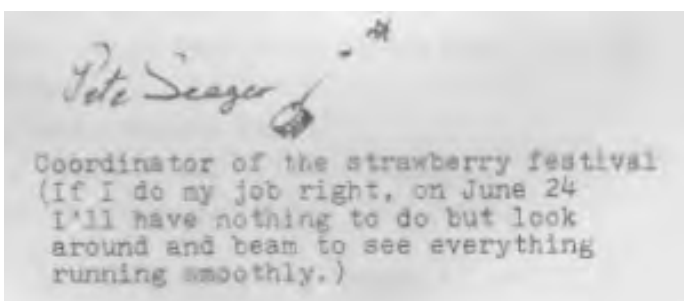 Pete Seeger
Coordinator of the strawberry festival
(If I do my job right, on June 24
I'll have nothing to do but look
around and beam to see everything
running smoothly.)